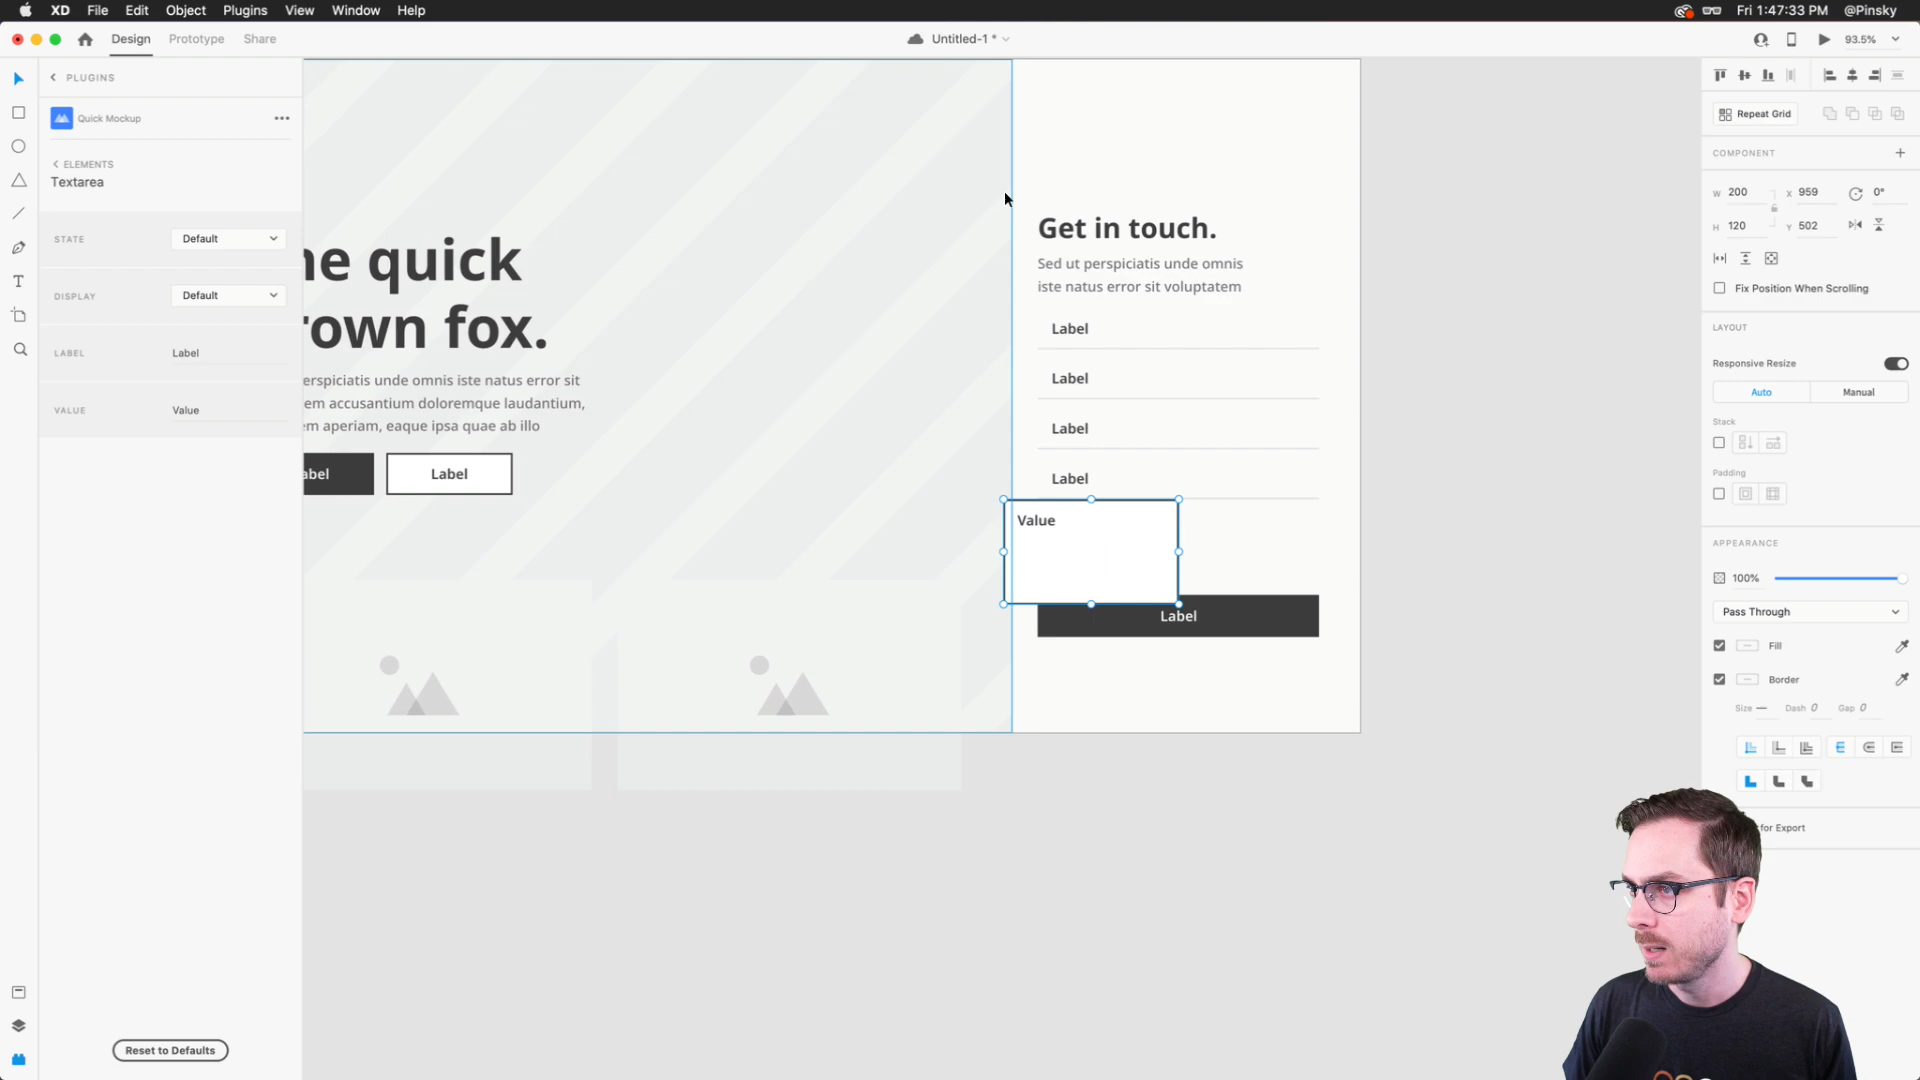 XD File Edit Object Plugins View Window Help
Fri 1:47:33 PM @Pinsky
Design Prototype Share
Untitled-1 *
93.5%
PLUGINS
Quick Mockup
ELEMENTS
Textarea
STATE Default
DISPLAY Default
LABEL Label
VALUE Value
Reset to Defaults
ne quick
rown fox.
erspiciatis unde omnis iste natus error sit
em accusantium doloremque laudantium,
m aperiam, eaque ipsa quae ab illo
abel Label
Get in touch.
Sed ut perspiciatis unde omnis
iste natus error sit voluptatem
Label
Label
Label
Label
Value
Label
Repeat Grid
COMPONENT
W 200 X 959 0°
H 120 Y 502
Fix Position When Scrolling
LAYOUT
Responsive Resize
Auto Manual
Stack
Padding
APPEARANCE
100%
Pass Through
Fill
Border
Size — Dash 0 Gap 0
for Export